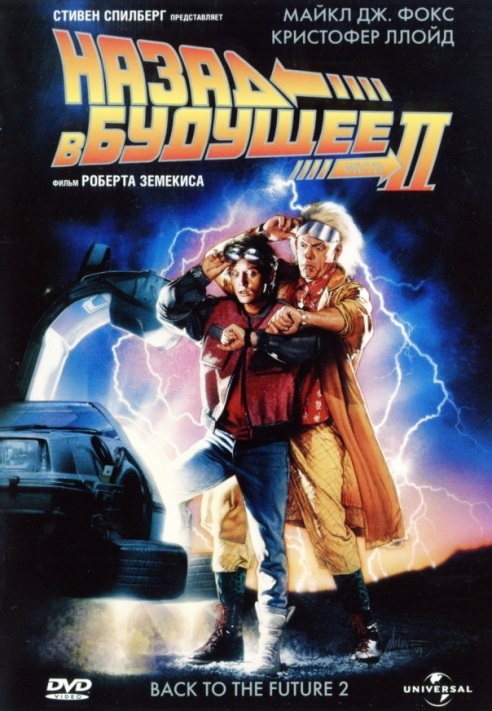 СТИВЕН СПИЛБЕРГ ПРЕДСТАВЛЯЕТ
МАЙКЛ ДЖ. ФОКС
КРИСТОФЕР ЛЛОЙД
НАЗАД
В БУДУЩЕЕ
ЧАСТЬ II
ФИЛЬМ РОБЕРТА ЗЕМЕКИСА
DVD
VIDEO
BACK TO THE FUTURE 2
UNIVERSAL